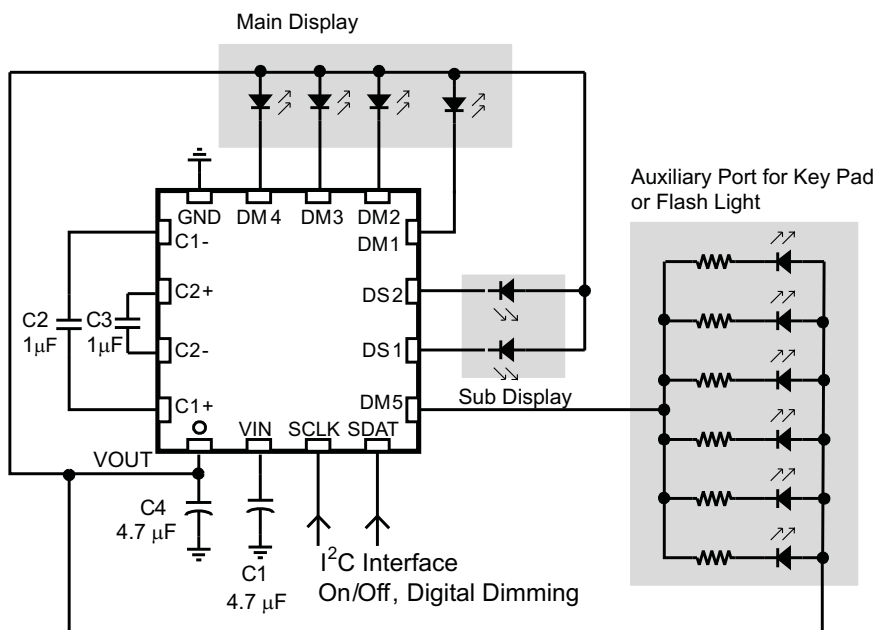 Main Display
Auxiliary Port for Key Pad
or Flash Light
GND
DM4
DM3
DM2
C1-
DM1
C2+
DS2
C2
1μF
C3
1μF
C2-
DS1
C1+
DM5
Sub Display
VIN
SCLK
SDAT
VOUT
C4
4.7 μF
C1
4.7 μF
I²C Interface
On/Off, Digital Dimming